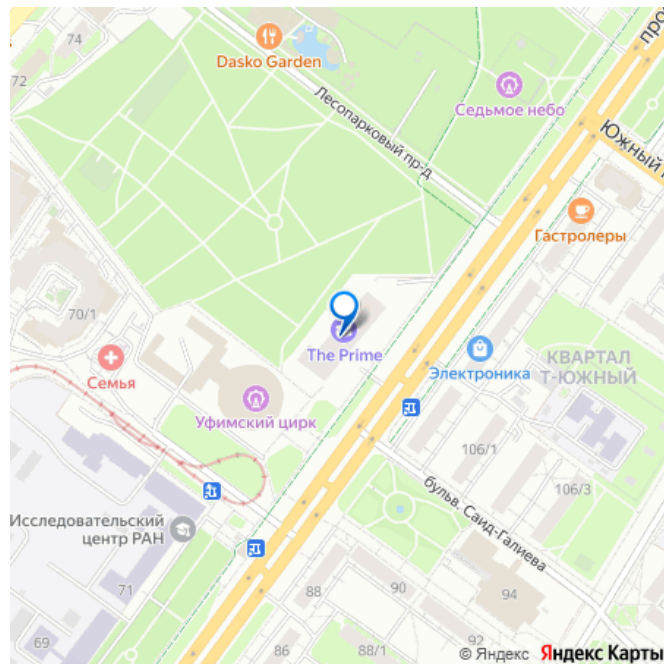 74
72
Dasko Garden
Седьмое небо
Лесопарковый пр-д
Южный
Гастролеры
70/1
The Prime
Семья
Электроника
КВАРТАЛ
Т-ЮЖНЫЙ
Уфимский цирк
106/1
106/3
бульв. Саид-Галиева
Исследовательский
центр РАН
71
88
90
94
69
86
88/1
92
© Яндекс Яндекс Карты